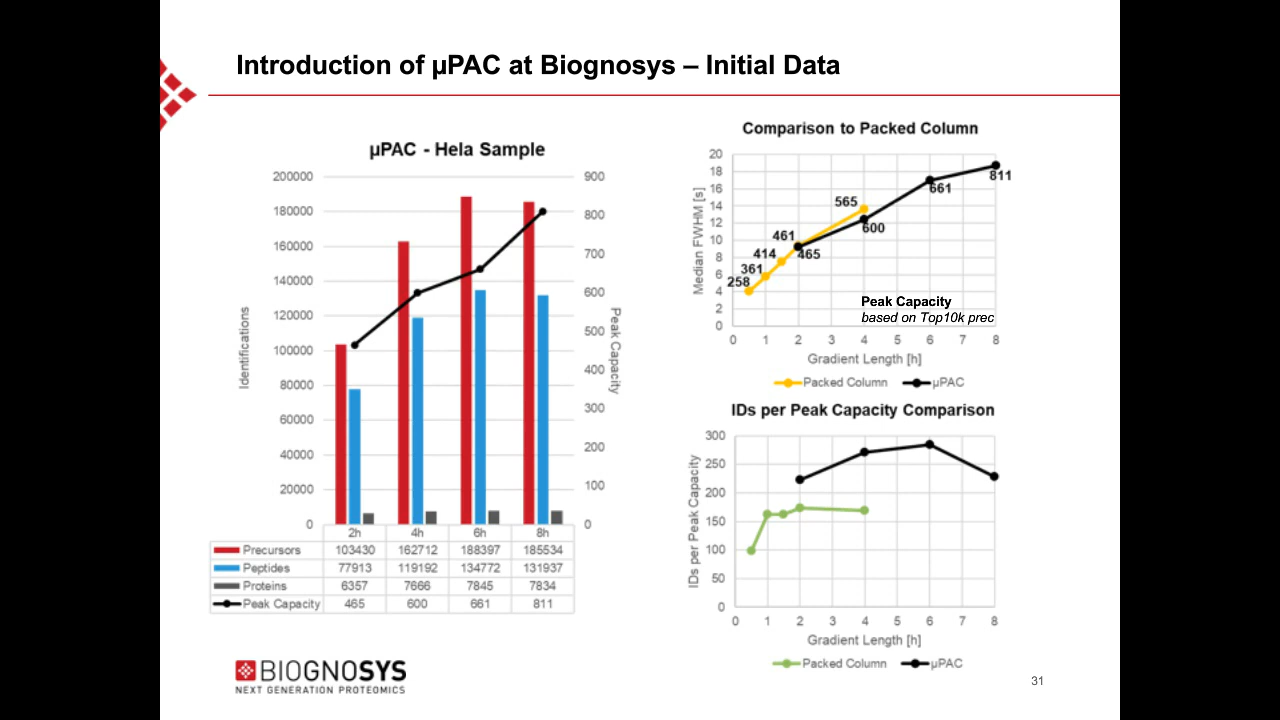 Introduction of µPAC at Biognosys – Initial Data
µPAC - Hela Sample
200000
180000
160000
140000
120000
100000
80000
60000
40000
20000
0
Identifications
900
800
700
600
500
400
300
200
100
0
Peak Capacity
2h 4h 6h 8h
Precursors 103430 162712 188397 185534
Peptides 77913 119192 134772 131937
Proteins 6357 7666 7845 7834
Peak Capacity 465 600 661 811
Comparison to Packed Column
20
18
16
14
12
10
8
6
4
2
0
Median FWHM [s]
258
361
414
461
465
565
600
661
811
Peak Capacity
based on Top10k prec
0 1 2 3 4 5 6 7 8
Gradient Length [h]
Packed Column µPAC
IDs per Peak Capacity Comparison
300
250
200
150
100
50
0
IDs per Peak Capacity
0 1 2 3 4 5 6 7 8
Gradient Length [h]
Packed Column µPAC
BIOGNOSYS
NEXT GENERATION PROTEOMICS
31